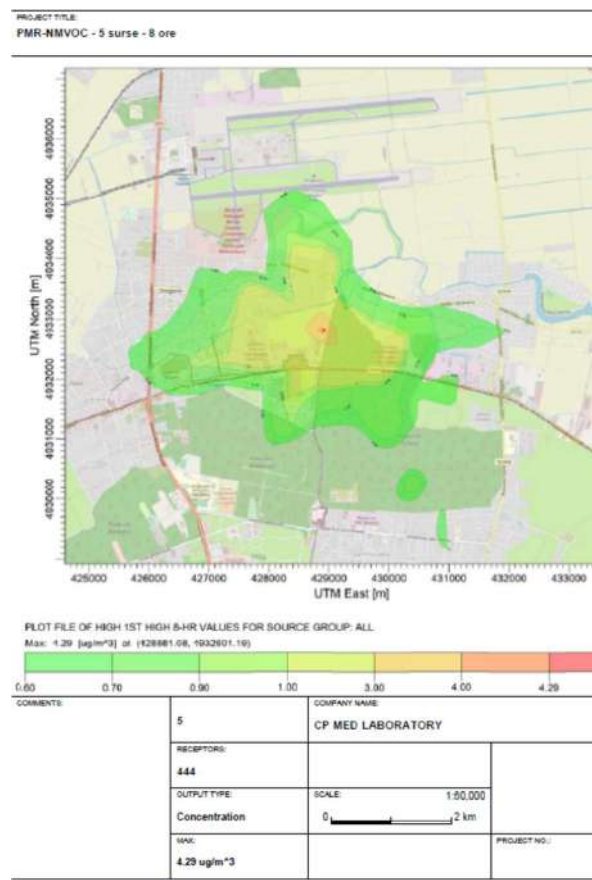 PROJECT TITLE:
PMR-NMVOC - 5 surse - 8 ore
UTM North [m]
4936000
4935000
4934000
4933000
4932000
4931000
4930000
425000 426000 427000 428000 429000 430000 431000 432000 433000
UTM East [m]
PLOT FILE OF HIGH 1ST HIGH 8-HR VALUES FOR SOURCE GROUP: ALL
Max: 4.29 [ug/m^3] at
0.60 0.70 0.90 1.00 3.00 4.00 4.29
COMMENTS:
5
COMPANY NAME:
CP MED LABORATORY
RECEPTORS:
444
OUTPUT TYPE:
Concentration
SCALE:
1:60,000
0 2 km
MAX:
4.29 ug/m^3
PROJECT NO.: